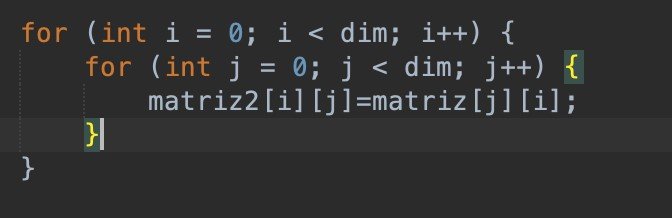 for (int i = 0; i < dim; i++) {
for (int j = 0; j < dim; j++) {
matriz2[i][j]=matriz[j][i];
}
}